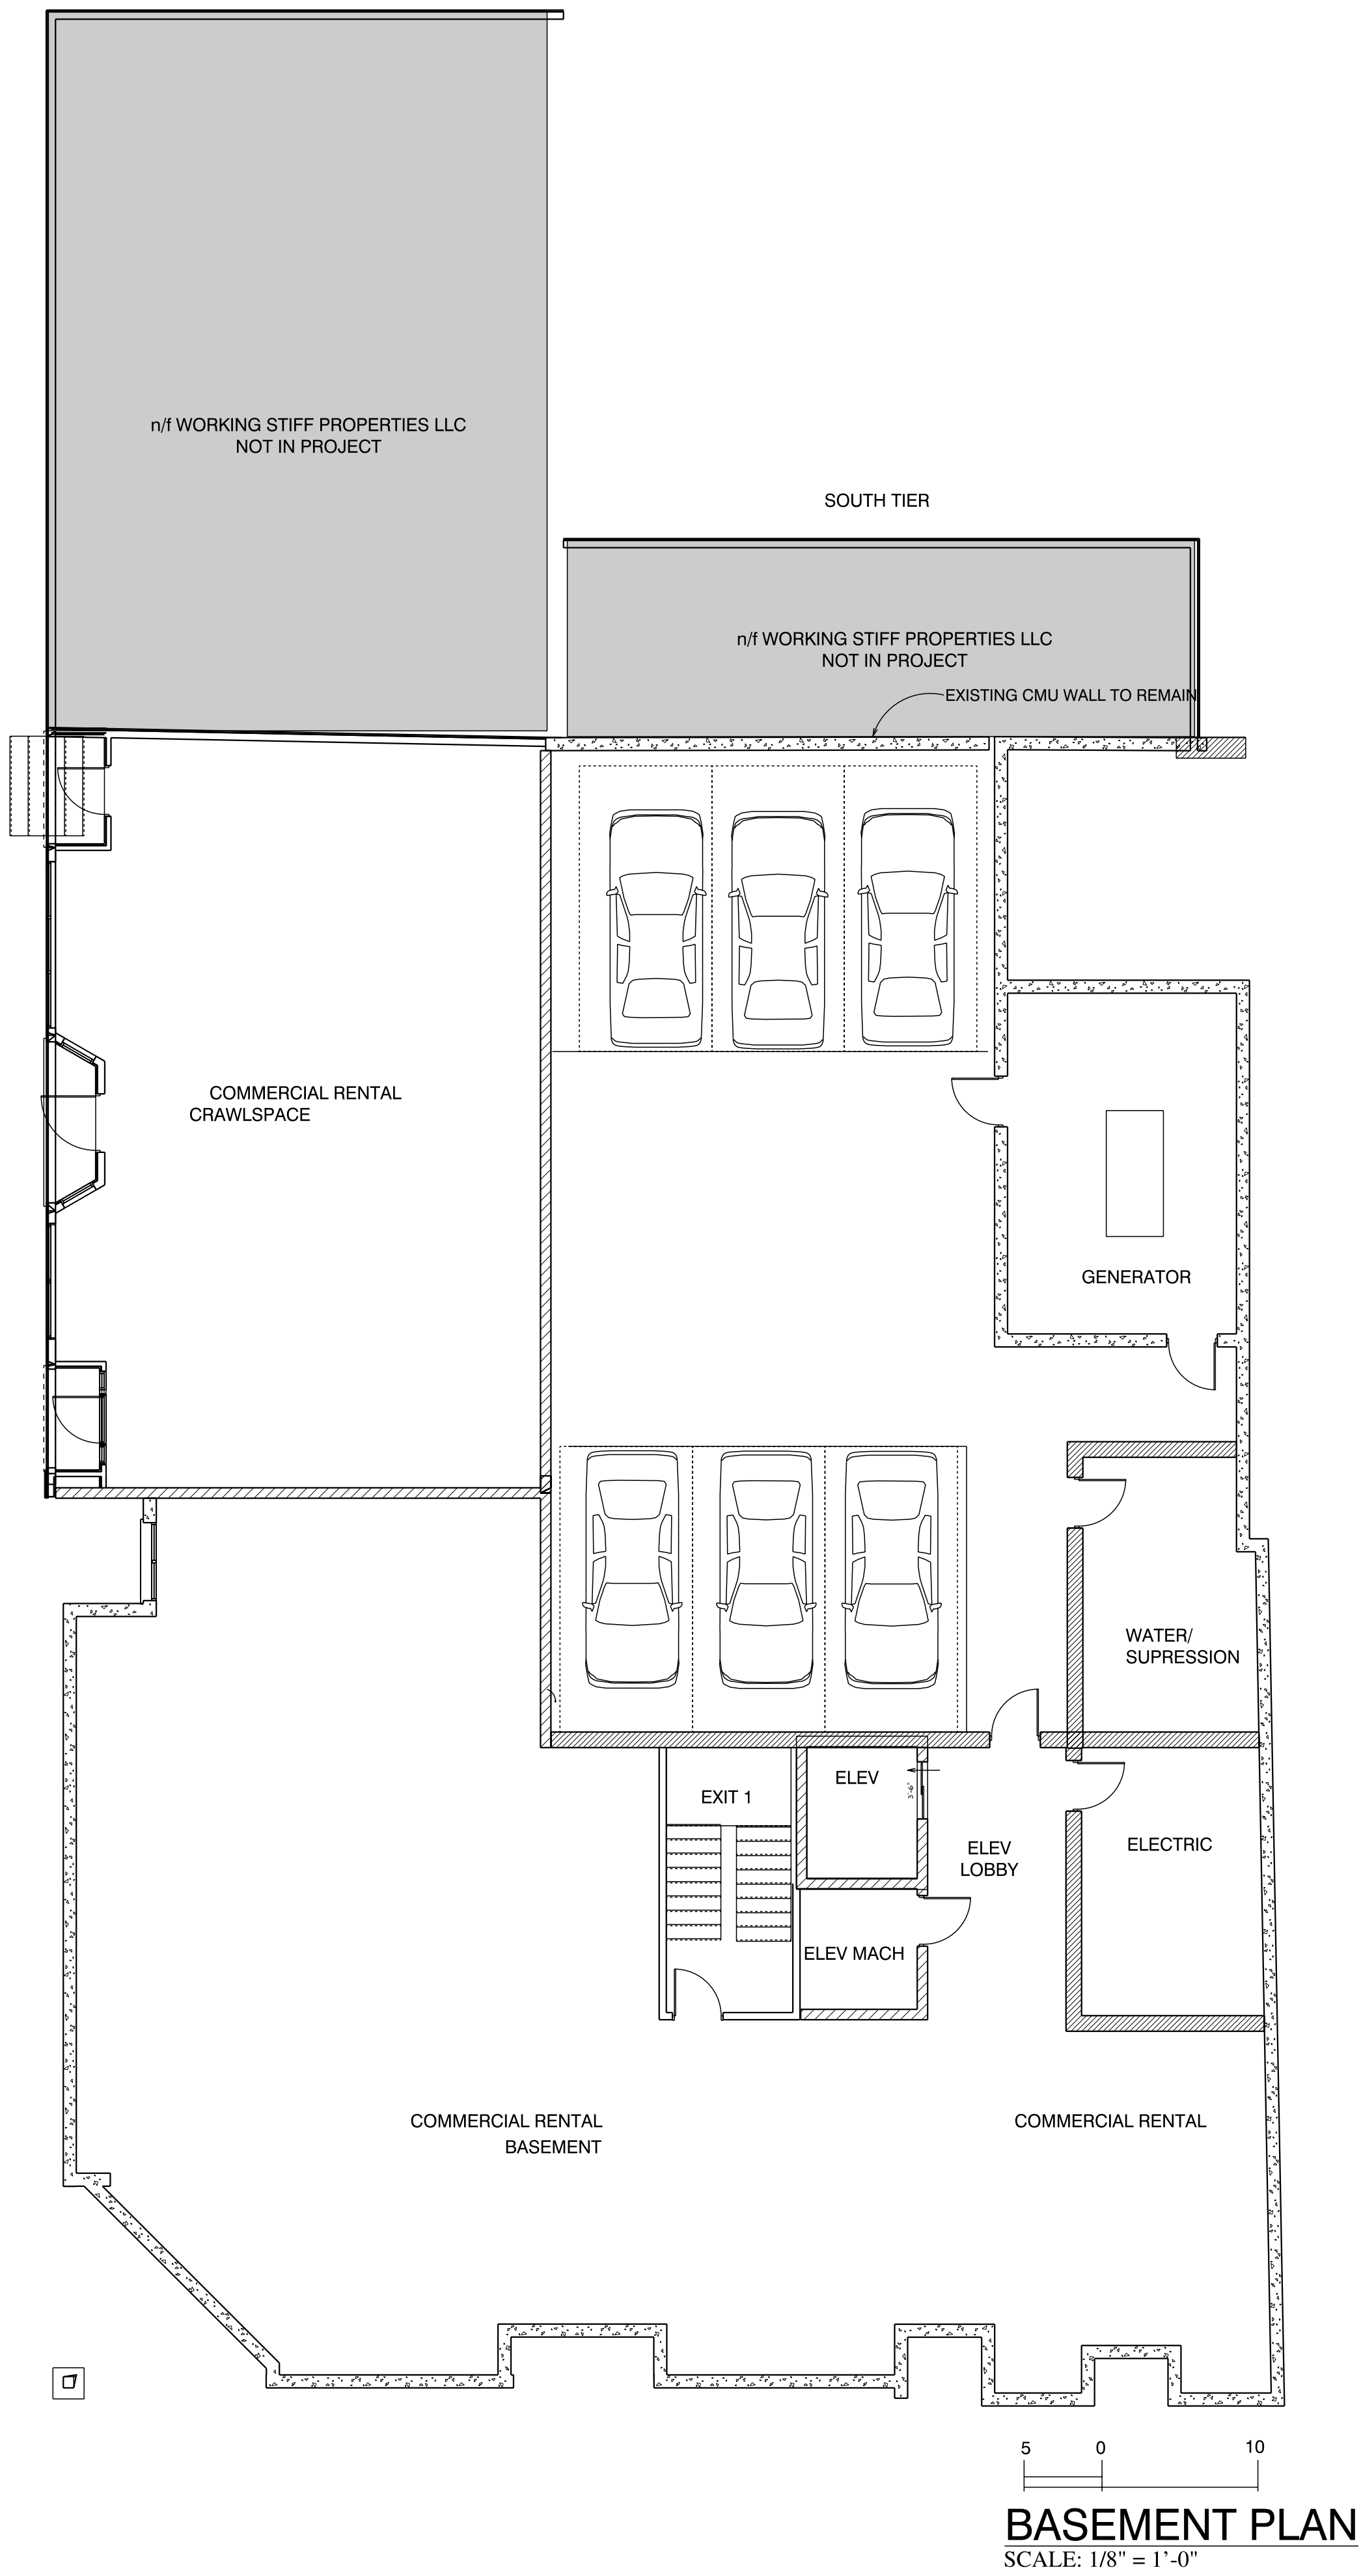 n/f WORKING STIFF PROPERTIES LLC
NOT IN PROJECT
SOUTH TIER
n/f WORKING STIFF PROPERTIES LLC
NOT IN PROJECT
EXISTING CMU WALL TO REMAIN
COMMERCIAL RENTAL
CRAWLSPACE
GENERATOR
WATER/
SUPRESSION
ELEV
3'-6"
EXIT 1
ELEV
LOBBY
ELECTRIC
ELEV MACH
COMMERCIAL RENTAL
BASEMENT
COMMERCIAL RENTAL
5 0 10
BASEMENT PLAN
SCALE: 1/8" = 1'-0"